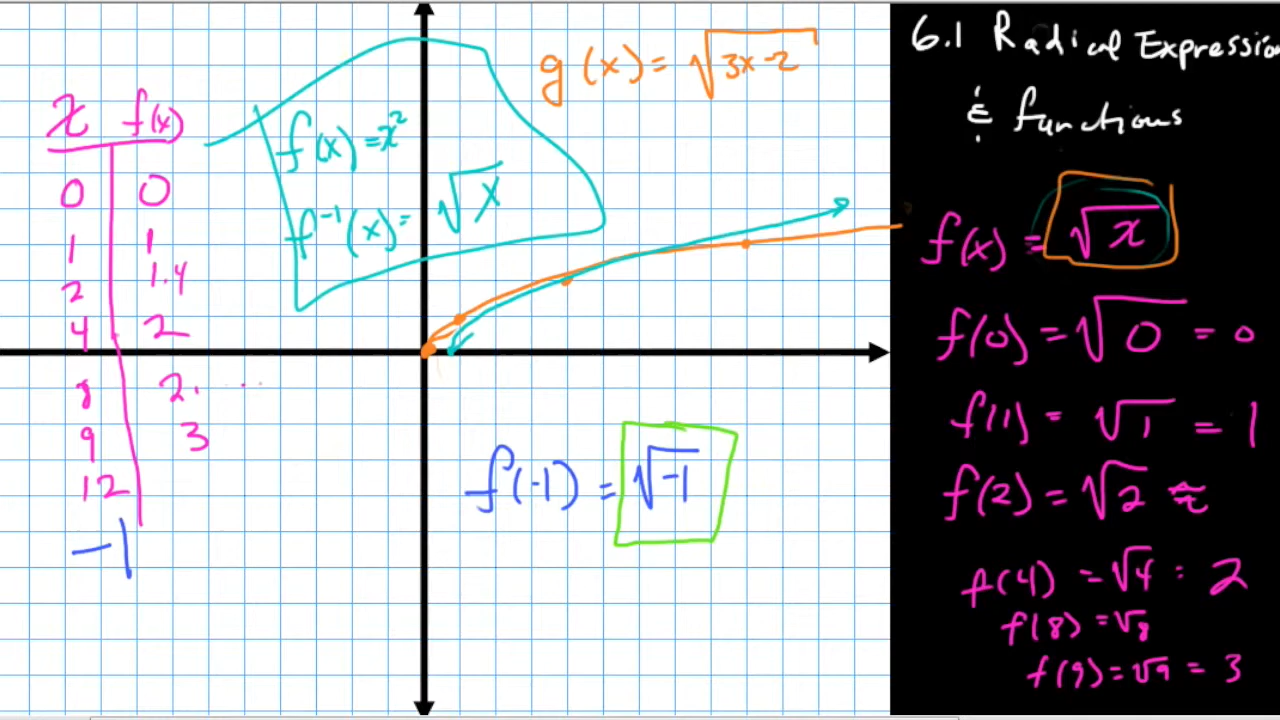 g(x) = √3x-2
x f(x)
0 0
1 1
2 1.4
4 2
8 2. ...
9 3
12
-1
f(x) = x²
f⁻¹(x) = √x
f(-1) = √-1
6.1 Radical Expression
& functions
f(x) = √x
f(0) = √0 = 0
f(1) = √1 = 1
f(2) = √2 ≈
f(4) = √4 = 2
f(8) = √8
f(9) = √9 = 3